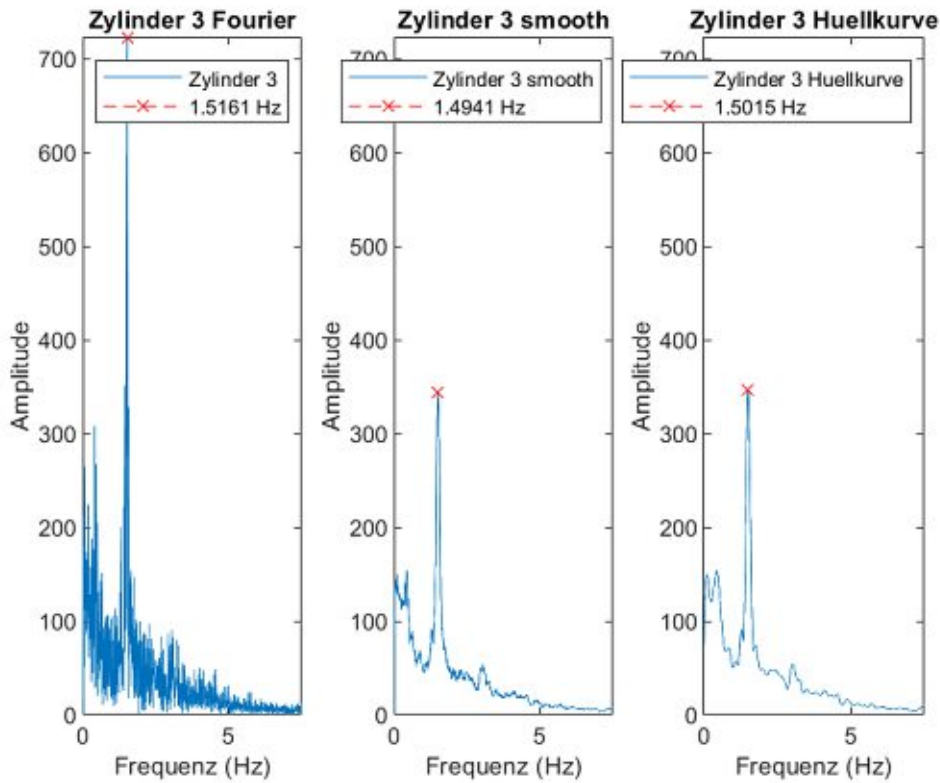 Zylinder 3 Fourier
Zylinder 3 smooth
Zylinder 3 Huellkurve
Zylinder 3
1.5161 Hz
Zylinder 3 smooth
1.4941 Hz
Zylinder 3 Huellkurve
1.5015 Hz
Amplitude
700
600
500
400
300
200
100
0
0
5
Frequenz (Hz)
Amplitude
700
600
500
400
300
200
100
0
0
5
Frequenz (Hz)
Amplitude
700
600
500
400
300
200
100
0
0
5
Frequenz (Hz)